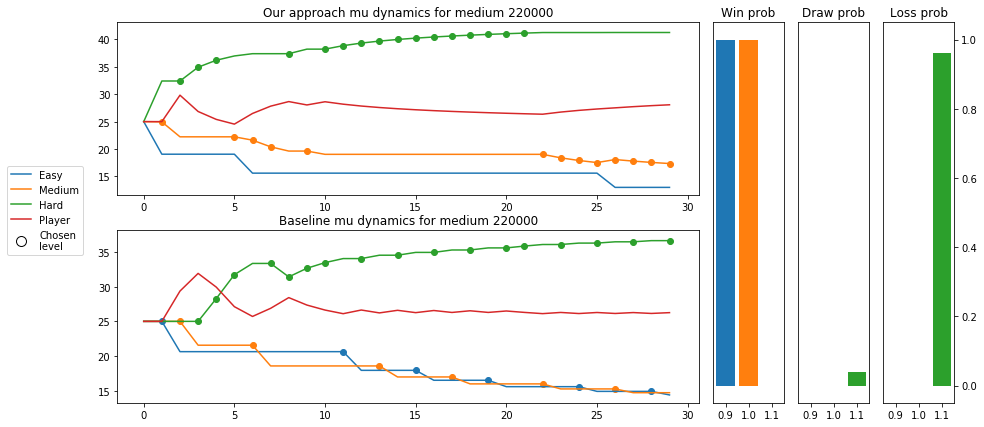 Our approach mu dynamics for medium 220000
40
35
30
25
20
15
0 5 10 15 20 25 30
Baseline mu dynamics for medium 220000
35
30
25
20
15
0 5 10 15 20 25 30
Easy
Medium
Hard
Player
Chosen
level
Win prob
0.9 1.0 1.1
Draw prob
0.9 1.0 1.1
Loss prob
0.9 1.0 1.1
1.0
0.8
0.6
0.4
0.2
0.0